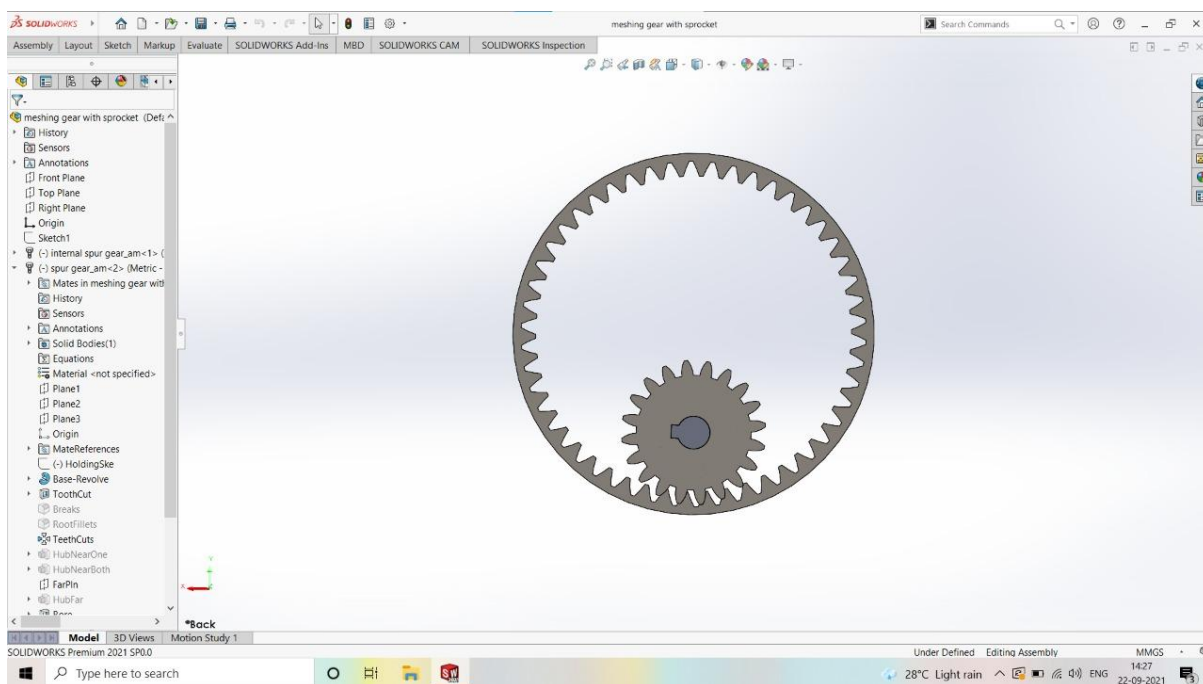 SOLIDWORKS
meshing gear with sprocket
Search Commands
Assembly Layout Sketch Markup Evaluate SOLIDWORKS Add-Ins MBD SOLIDWORKS CAM SOLIDWORKS Inspection
meshing gear with sprocket (Defa
History
Sensors
Annotations
Front Plane
Top Plane
Right Plane
Origin
Sketch1
(-) internal spur gear_am<1> (
(-) spur gear_am<2> (Metric -
Mates in meshing gear with
History
Sensors
Annotations
Solid Bodies(1)
Equations
Material <not specified>
Plane1
Plane2
Plane3
Origin
MateReferences
(-) HoldingSke
Base-Revolve
ToothCut
Breaks
RootFillets
TeethCuts
HubNearOne
HubNearBoth
FarPln
HubFar
Bore
Y
X
*Back
Model 3D Views Motion Study 1
SOLIDWORKS Premium 2021 SP0.0
Under Defined Editing Assembly MMGS
Type here to search
28°C Light rain ENG
14:27
22-09-2021